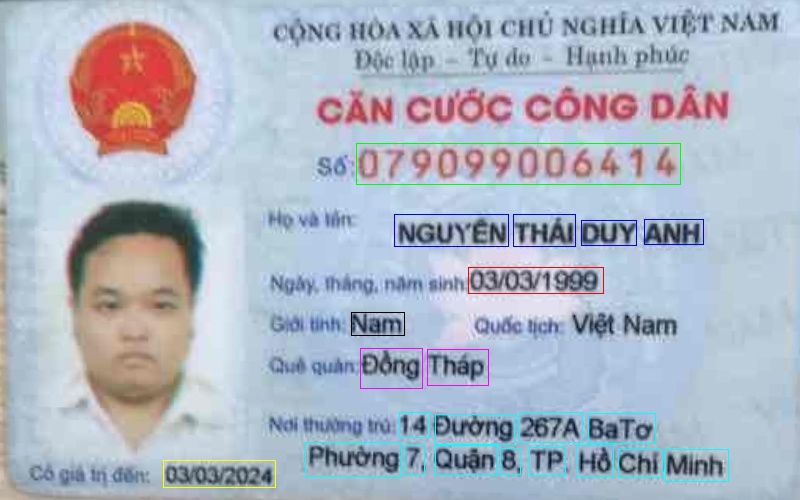 CỘNG HÒA XÃ HỘI CHỦ NGHĨA VIỆT NAM
Độc lập - Tự do - Hạnh phúc
CĂN CƯỚC CÔNG DÂN
Số: 079099006414
Họ và tên: NGUYỄN THÁI DUY ANH
Ngày, tháng, năm sinh: 03/03/1999
Giới tính: Nam Quốc tịch: Việt Nam
Quê quán: Đồng Tháp
Nơi thường trú: 14 Đường 267A BaTơ
Phường 7, Quận 8, TP. Hồ Chí Minh
Có giá trị đến: 03/03/2024